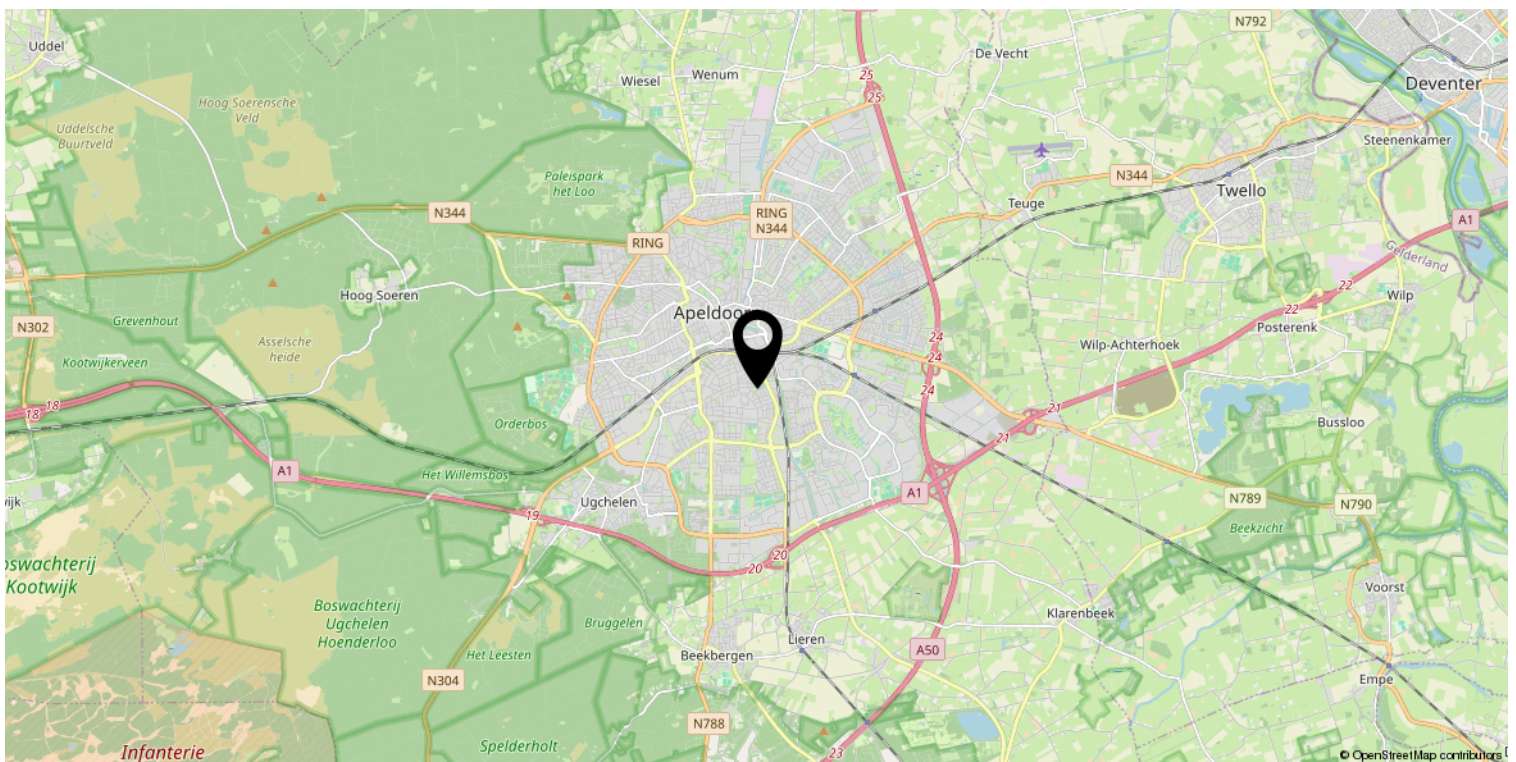 N792
Uddel
De Vecht
Wiesel
Wenum
25
25
Deventer
Hoog Soerensche
Veld
Uddelsche
Buurtveld
Steenenkamer
Paleispark
het Loo
N344
Twello
Teuge
N344
RING
N344
A1
RING
Gelderland
Hoog Soeren
22
22
Wilp
Grevenhout
N302
Apeldoor
Posterenk
24
24
24
Asselsche
heide
Wilp-Achterhoek
Kootwijkerveen
18
18
21
21
Orderbos
Bussloo
A1
Het Willemsbos
A1
N789
N790
Ugchelen
19
Beekzicht
20
20
oswachterij
Kootwijk
ijk
Voorst
Boswachterij
Ugchelen
Hoenderloo
Klarenbeek
Bruggelen
Lieren
Het Leesten
Beekbergen
A50
N304
Empe
N788
Infanterie
Spelderholt
23
© OpenStreetMap contributors